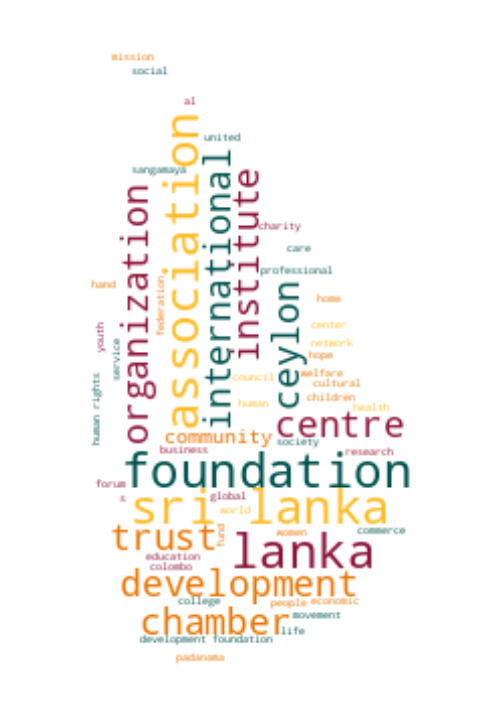 mission
social
al
association
united
international
sangamaya
institute
organization
charity
care
professional
federation
ceylon
hand
home
youth
center
service
network
hope
human rights
council
welfare
cultural
human
children
health
centre
community
society
business
research
foundation
forum
s
global
sri lanka
world
trust
fund
women
commerce
lanka
education
colombo
development
college
people
economic
chamber
movement
life
development foundation
padanama